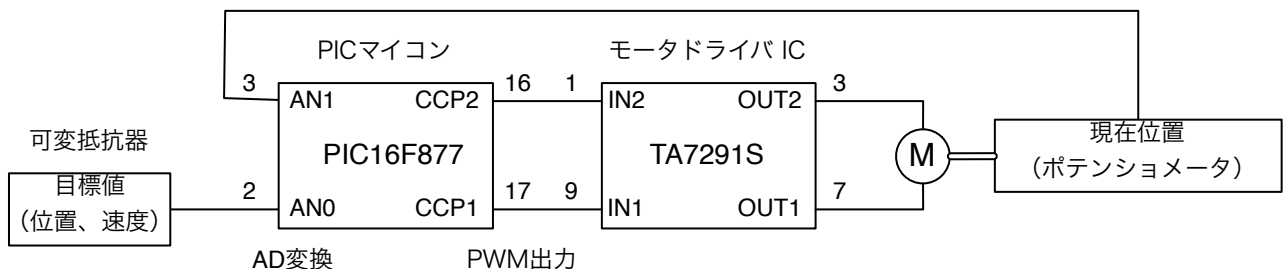 PICマイコン
モータドライバ IC
3
AN1
CCP2
16
1
IN2
OUT2
3
可変抵抗器
目標値
（位置、速度）
PIC16F877
TA7291S
M
現在位置
（ポテンショメータ）
2
AN0
CCP1
17
9
IN1
OUT1
7
AD変換
PWM出力